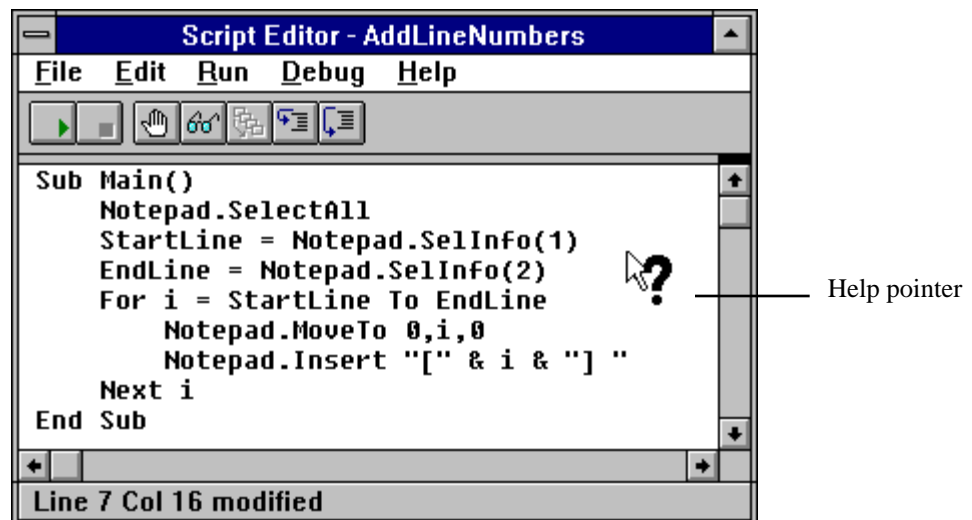 Script Editor - AddLineNumbers
File Edit Run Debug Help
Sub Main()
    Notepad.SelectAll
    StartLine = Notepad.SelInfo(1)
    EndLine = Notepad.SelInfo(2)
    For i = StartLine To EndLine
        Notepad.MoveTo 0,i,0
        Notepad.Insert "[" & i & "] "
    Next i
End Sub
Help pointer
Line 7 Col 16 modified